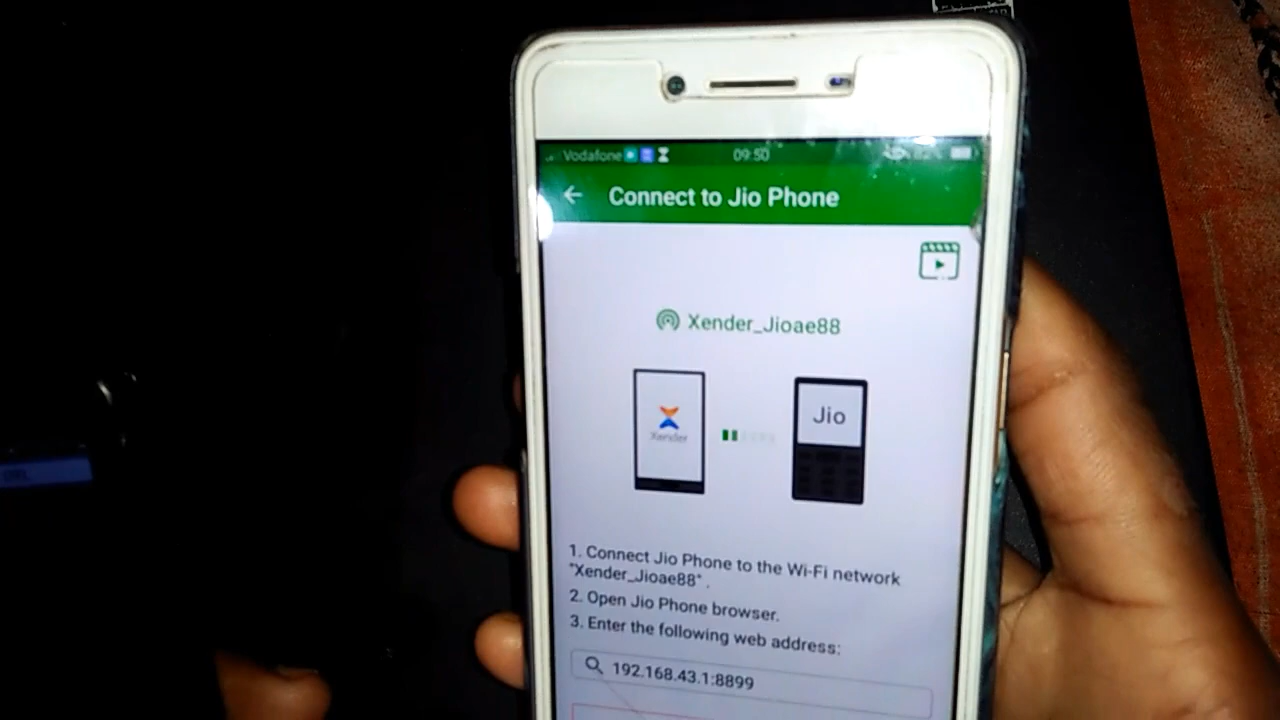 Vodafone 09:50
Connect to Jio Phone
Xender_Jioae88
Xender
Jio
1. Connect Jio Phone to the Wi-Fi network
"Xender_Jioae88" .
2. Open Jio Phone browser.
3. Enter the following web address:
192.168.43.1:8899